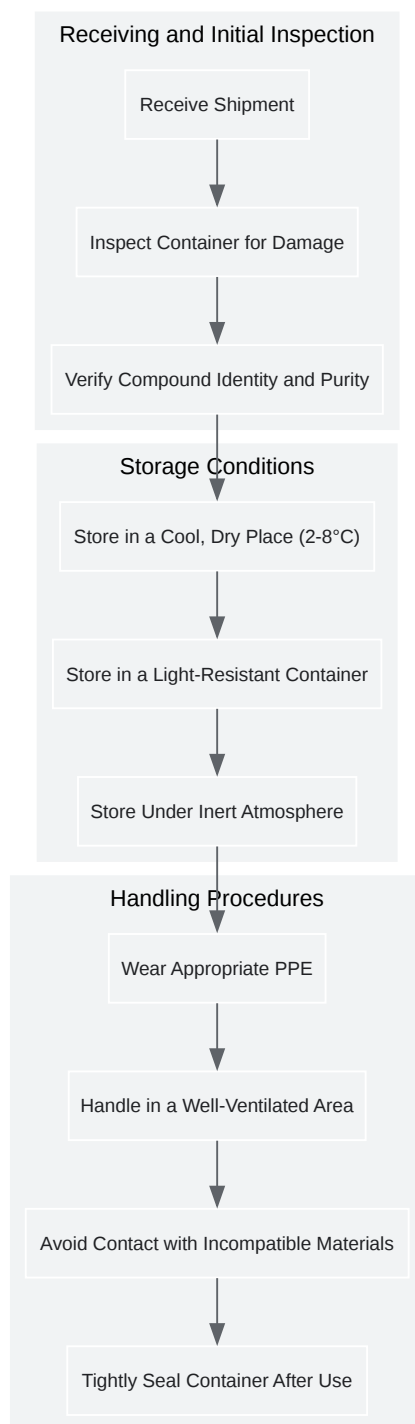 Receiving and Initial Inspection
Receive Shipment
Inspect Container for Damage
Verify Compound Identity and Purity
Storage Conditions
Store in a Cool, Dry Place (2-8°C)
Store in a Light-Resistant Container
Store Under Inert Atmosphere
Handling Procedures
Wear Appropriate PPE
Handle in a Well-Ventilated Area
Avoid Contact with Incompatible Materials
Tightly Seal Container After Use